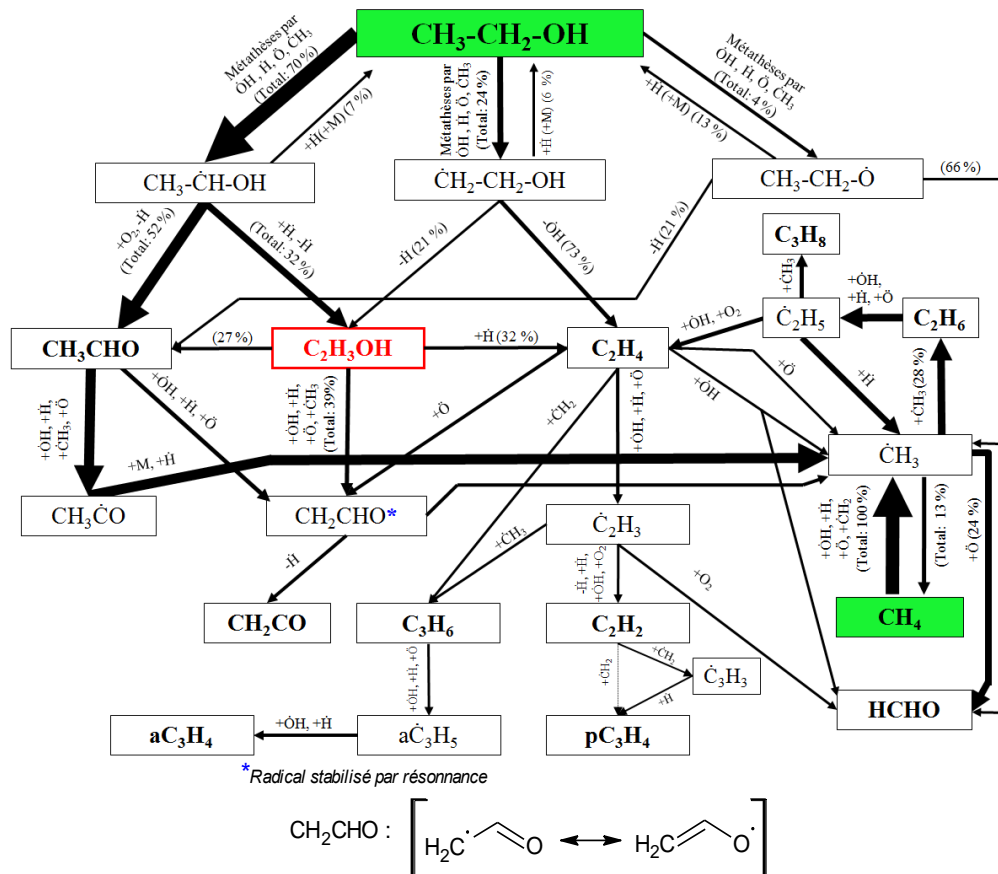 CH3-CH2-OH
Métathèses par
ȮH, Ḣ, Ö, ĊH3
(Total: 70 %)
+Ḣ(+M) (7 %)
Métathèses par
ȮH, Ḣ, Ö, ĊH3
(Total: 24 %)
+Ḣ (+M) (6 %)
+Ḣ(+M) (13 %)
Métathèses par
ȮH, Ḣ, Ö, ĊH3
(Total: 4 %)
CH3-ĊH-OH
ĊH2-CH2-OH
CH3-CH2-Ȯ
(66 %)
+O2, -Ḣ
(Total: 52 %)
+Ḣ, -Ḣ
(Total: 32 %)
-Ḣ (21 %)
-ȮH (73 %)
-Ḣ (21 %)
C3H8
+ĊH3
+ȮH,
+Ḣ, +Ö
Ċ2H5
C2H6
+ȮH, +O2
CH3CHO
(27 %)
C2H3OH
+Ḣ (32 %)
C2H4
+Ḣ
+ĊH3 (28 %)
+ȮH, +Ḣ,
+ĊH3, +Ö
+ȮH, +Ḣ, +Ö
+ȮH, +Ḣ,
+Ö, +ĊH3
(Total: 39%)
+Ö
+ĊH2
+ȮH, +Ḣ, +Ö
+ȮH
+Ö
+M, +Ḣ
ĊH3
CH3ĊO
CH2CHO*
Ċ2H3
+ȮH, +Ḣ,
+Ö, +ĊH2
(Total: 100 %)
(Total: 13 %)
+Ö (24 %)
-Ḣ
+ĊH3
-Ḣ, +Ḣ,
+ȮH, +O2
+O2
CH2CO
C3H6
C2H2
CH4
+ȮH, +Ḣ, +Ö
+ĊH2
+ĊH2
Ċ3H3
+Ḣ
HCHO
aC3H4
+ȮH, +Ḣ
aĊ3H5
pC3H4
*Radical stabilisé par résonnance
CH2CHO : H2Ċ O H2C O·